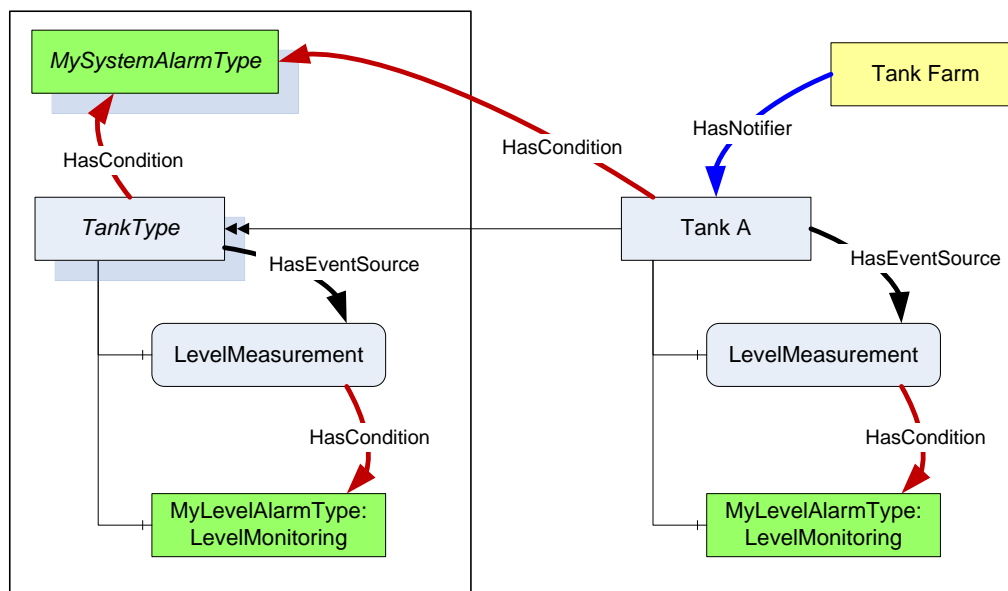 MySystemAlarmType
Tank Farm
HasNotifier
HasCondition
HasCondition
TankType
Tank A
HasEventSource
HasEventSource
LevelMeasurement
LevelMeasurement
HasCondition
HasCondition
MyLevelAlarmType:
LevelMonitoring
MyLevelAlarmType:
LevelMonitoring